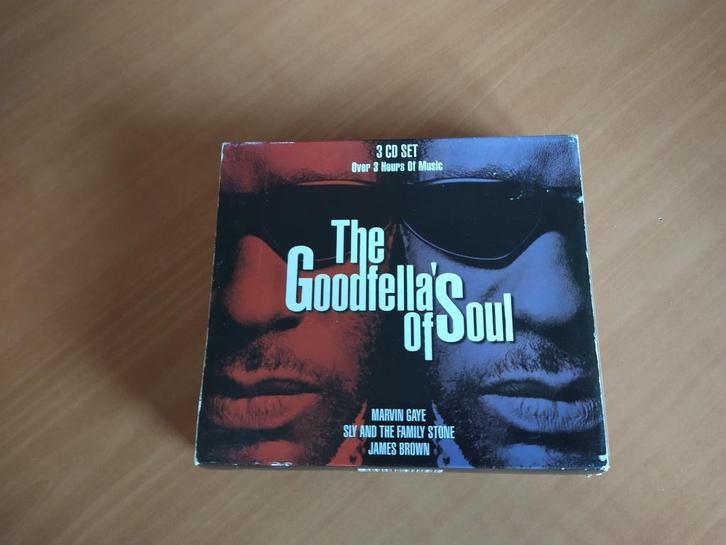 3 CD SET
Over 3 Hours Of Music
The
Goodfella's
Of Soul
MARVIN GAYE
SLY AND THE FAMILY STONE
JAMES BROWN